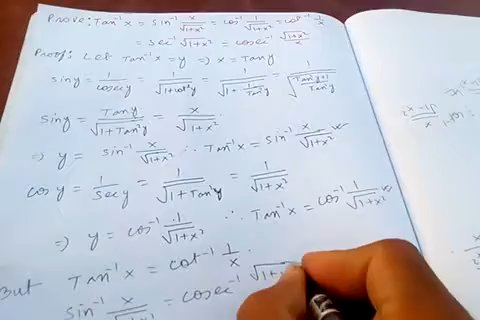 Prove: Tan⁻¹x = sin⁻¹ x/√(1+x²) = cos⁻¹ 1/√(1+x²) = cot⁻¹ 1/x
= sec⁻¹ √(1+x²) = cosec⁻¹ √(1+x²)/x
Proof: Let Tan⁻¹x = y ⇒ x = Tany
siny = 1/cosecy = 1/√(1+cot²y) = 1/√(1+1/Tan²y) = 1/√((Tan²y+1)/Tan²y)
siny = Tany/√(1+Tan²y) = x/√(1+x²)
⇒ y = sin⁻¹ x/√(1+x²) ∴ Tan⁻¹x = sin⁻¹ x/√(1+x²)
cosy = 1/secy = 1/√(1+Tan²y) = 1/√(1+x²)
⇒ y = cos⁻¹ 1/√(1+x²) ∴ Tan⁻¹x = cos⁻¹ 1/√(1+x²)
But Tan⁻¹x = cot⁻¹ 1/x.
sin⁻¹ x/√(1+x²) = cosec⁻¹ √(1+x